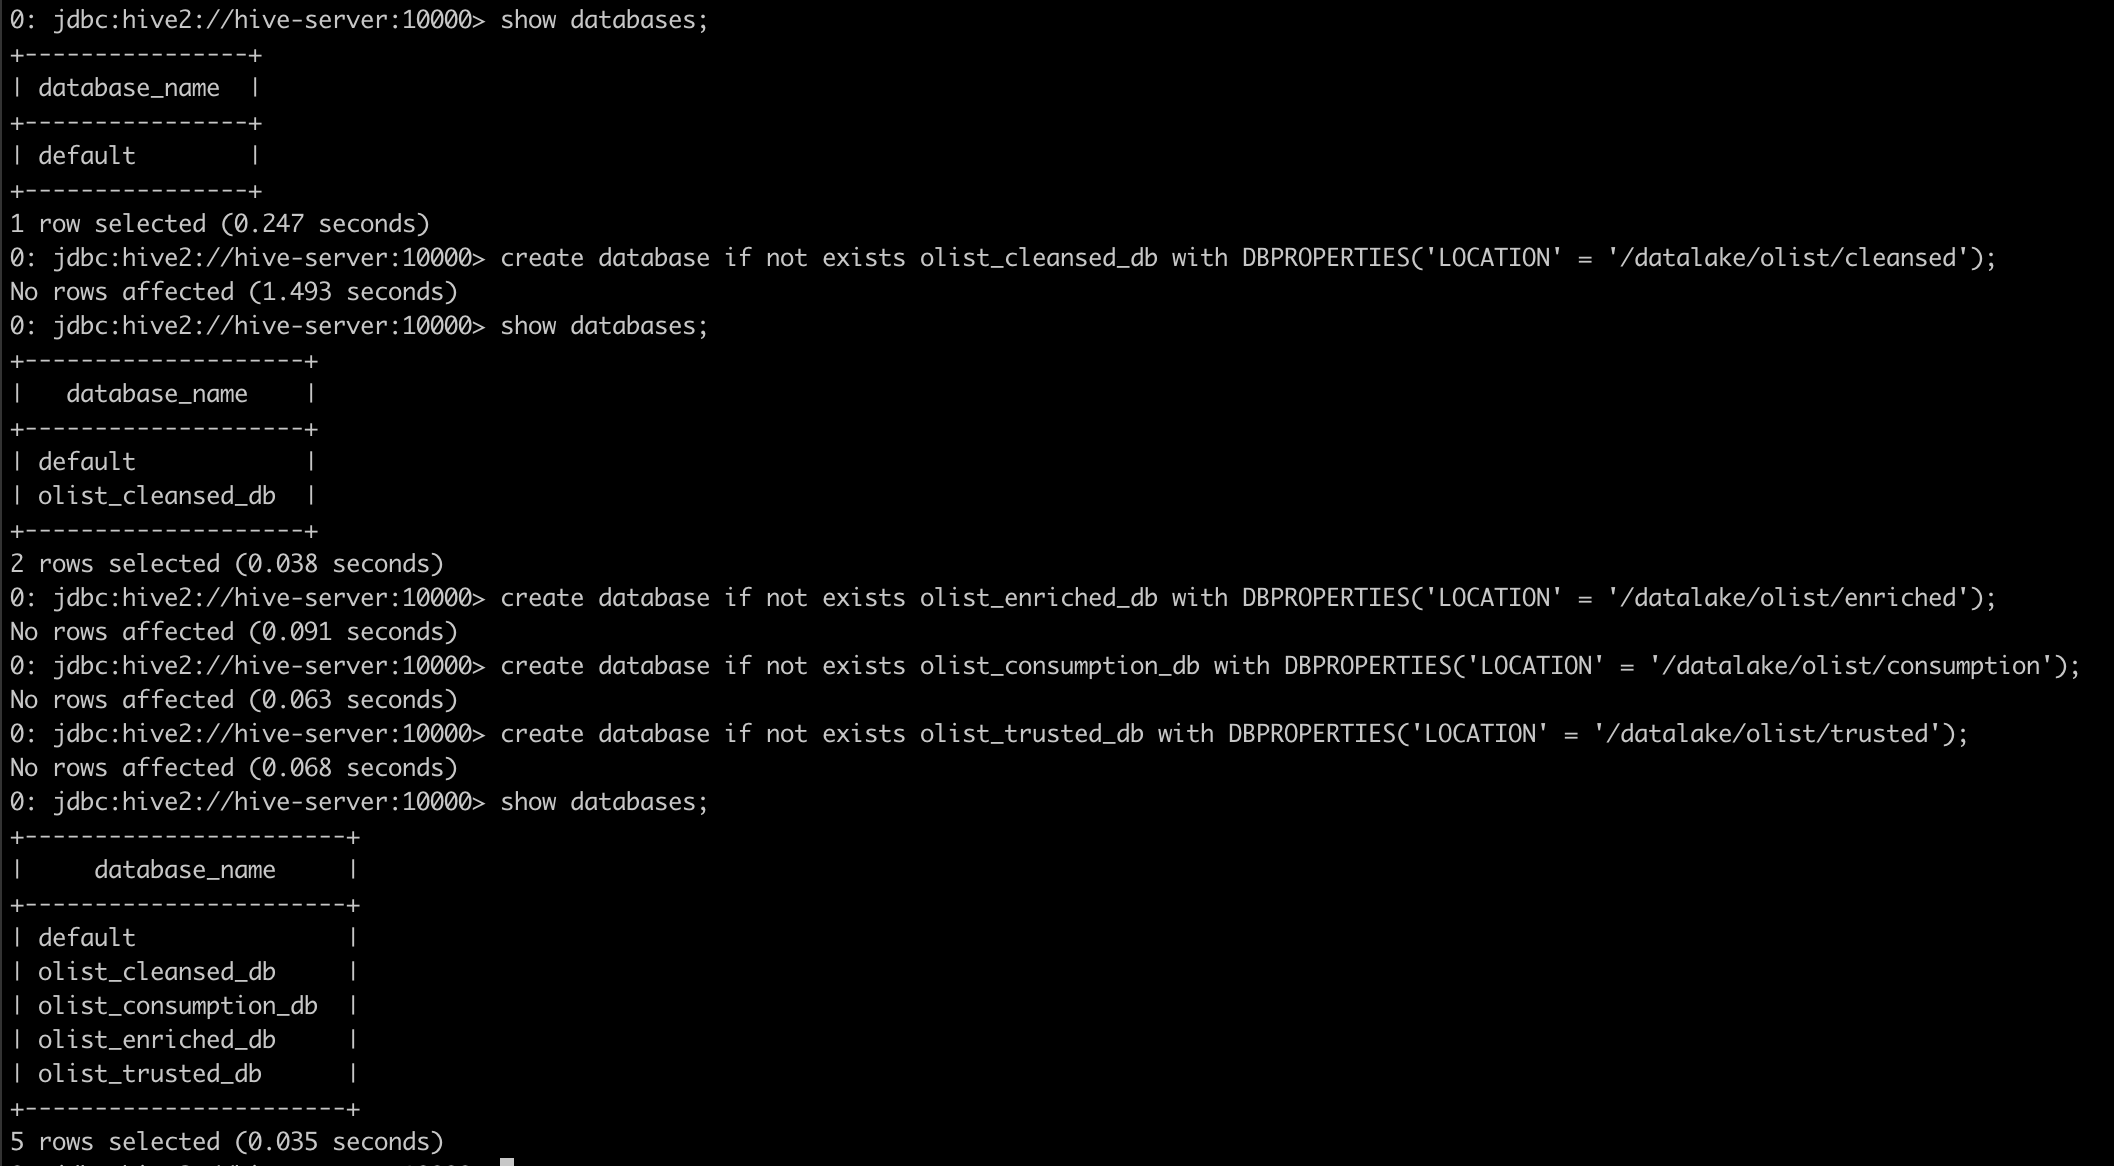 0: jdbc:hive2://hive-server:10000> show databases;
+----------------+
| database_name  |
+----------------+
| default        |
+----------------+
1 row selected (0.247 seconds)
0: jdbc:hive2://hive-server:10000> create database if not exists olist_cleansed_db with DBPROPERTIES('LOCATION' = '/datalake/olist/cleansed');
No rows affected (1.493 seconds)
0: jdbc:hive2://hive-server:10000> show databases;
+--------------------+
|   database_name    |
+--------------------+
| default            |
| olist_cleansed_db  |
+--------------------+
2 rows selected (0.038 seconds)
0: jdbc:hive2://hive-server:10000> create database if not exists olist_enriched_db with DBPROPERTIES('LOCATION' = '/datalake/olist/enriched');
No rows affected (0.091 seconds)
0: jdbc:hive2://hive-server:10000> create database if not exists olist_consumption_db with DBPROPERTIES('LOCATION' = '/datalake/olist/consumption');
No rows affected (0.063 seconds)
0: jdbc:hive2://hive-server:10000> create database if not exists olist_trusted_db with DBPROPERTIES('LOCATION' = '/datalake/olist/trusted');
No rows affected (0.068 seconds)
0: jdbc:hive2://hive-server:10000> show databases;
+-----------------------+
|     database_name     |
+-----------------------+
| default               |
| olist_cleansed_db     |
| olist_consumption_db  |
| olist_enriched_db     |
| olist_trusted_db      |
+-----------------------+
5 rows selected (0.035 seconds)